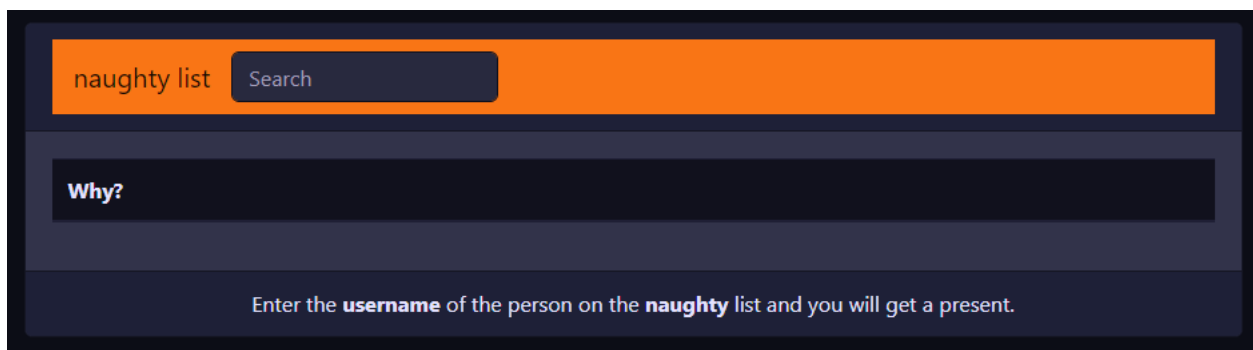 naughty list Search
Why?
Enter the username of the person on the naughty list and you will get a present.